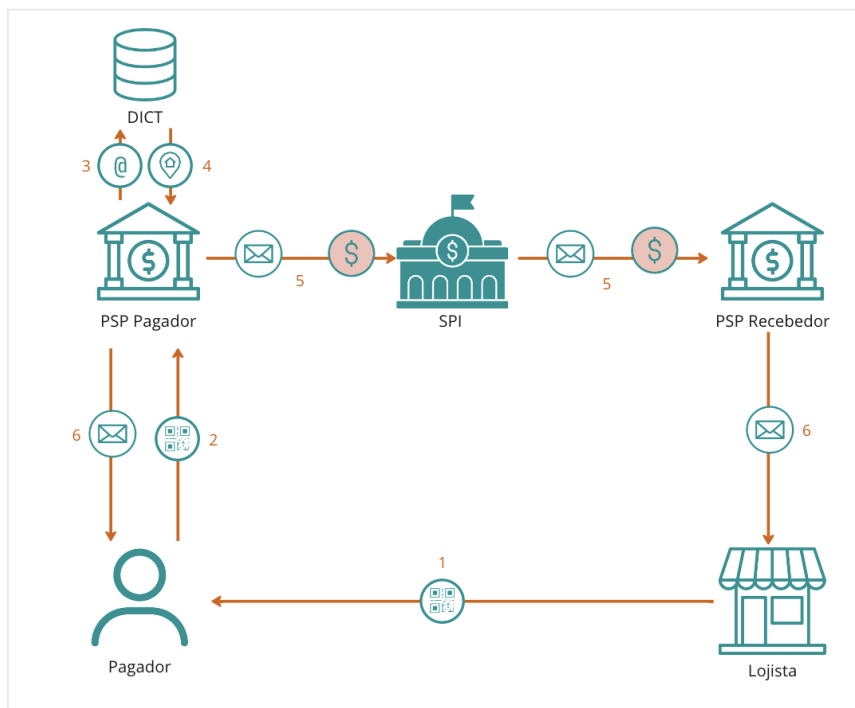 DICT
3
@
4
$
5
$
$
5
$
$
PSP Pagador
SPI
PSP Recebedor
6
2
6
1
Pagador
Lojista